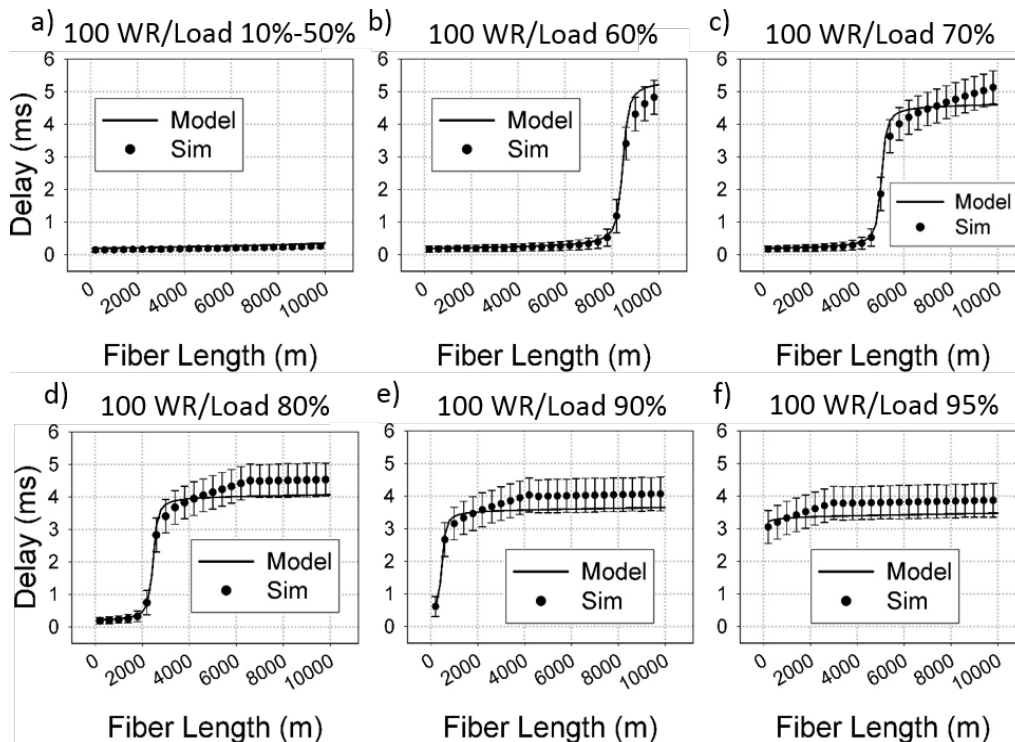 a) 100 WR/Load 10%-50%
6
5
4
3
2
1
0
Delay (ms)
Model
Sim
0 2000 4000 6000 8000 10000
Fiber Length (m)
b) 100 WR/Load 60%
6
5
4
3
2
1
0
Model
Sim
0 2000 4000 6000 8000 10000
Fiber Length (m)
c) 100 WR/Load 70%
6
5
4
3
2
1
0
Model
Sim
0 2000 4000 6000 8000 10000
Fiber Length (m)
d) 100 WR/Load 80%
6
5
4
3
2
1
0
Delay (ms)
Model
Sim
0 2000 4000 6000 8000 10000
Fiber Length (m)
e) 100 WR/Load 90%
6
5
4
3
2
1
0
Model
Sim
0 2000 4000 6000 8000 10000
Fiber Length (m)
f) 100 WR/Load 95%
6
5
4
3
2
1
0
Model
Sim
0 2000 4000 6000 8000 10000
Fiber Length (m)